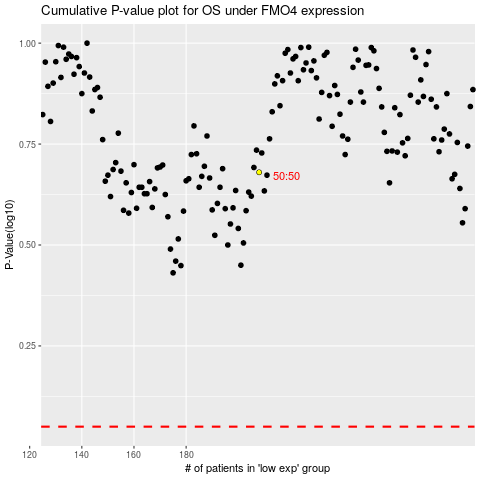 Cumulative P-value plot for OS under FMO4 expression
1.00
0.75
0.50
0.25
P-Value(log10)
50:50
120 140 160 180
# of patients in 'low exp' group